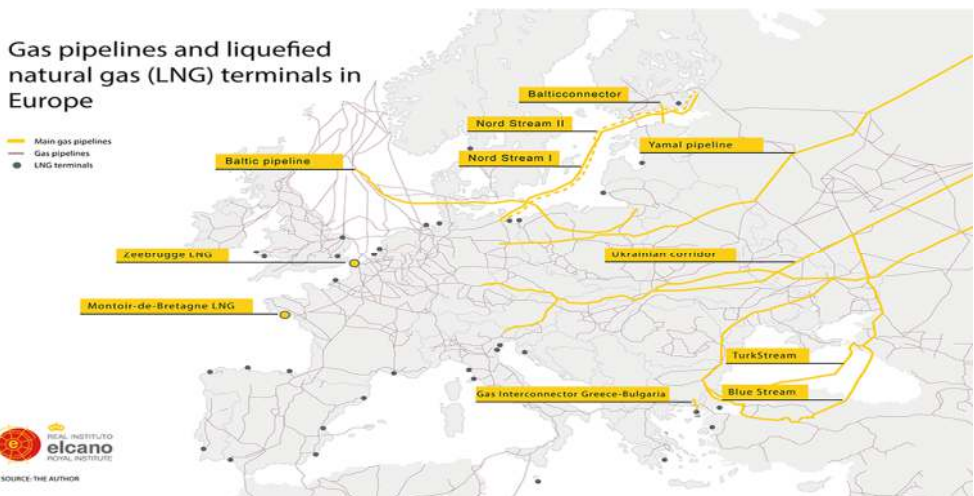 Gas pipelines and liquefied
natural gas (LNG) terminals in
Europe
Main gas pipelines
Gas pipelines
LNG terminals
Balticconnector
Nord Stream II
Nord Stream I
Yamal pipeline
Baltic pipeline
Zeebrugge LNG
Ukrainian corridor
Montoir-de-Bretagne LNG
TurkStream
Gas Interconnector Greece-Bulgaria
Blue Stream
e
REAL INSTITUTO
elcano
ROYAL INSTITUTE
SOURCE: THE AUTHOR